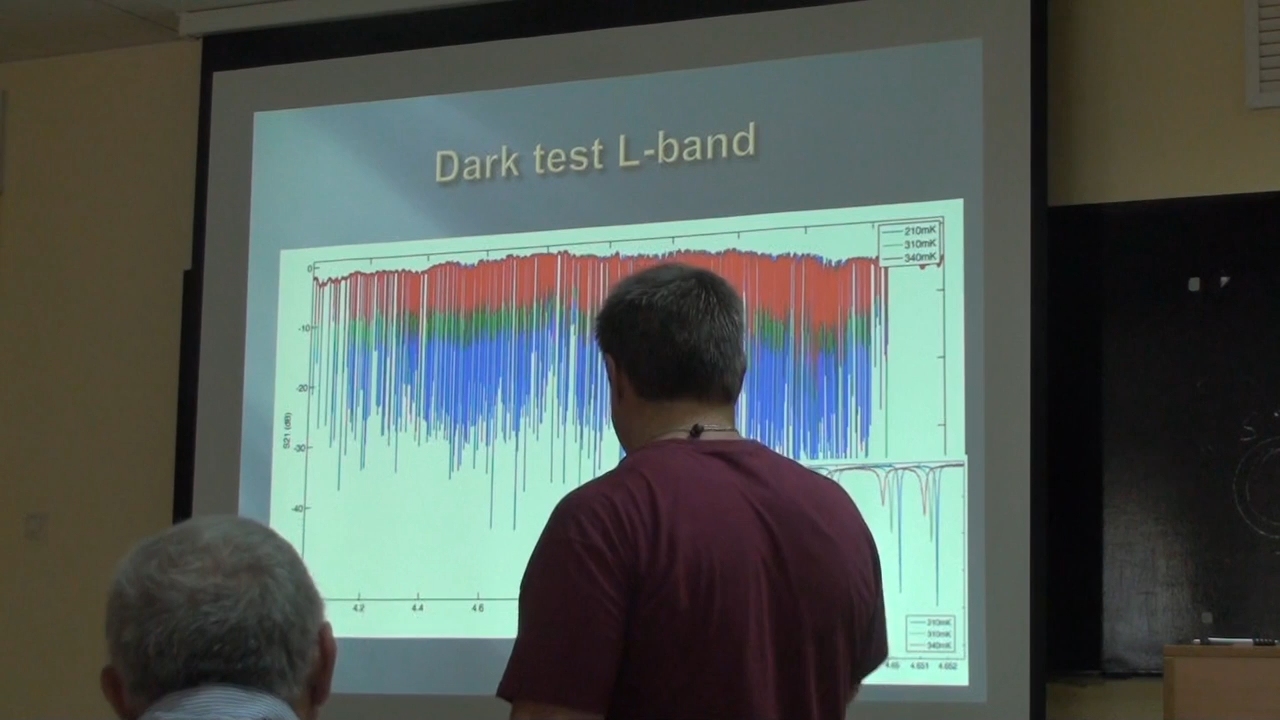 Dark test L-band
210mK
310mK
340mK
0
-10
-20
-30
-40
S21 (dB)
4.2
4.4
4.6
210mK
310mK
340mK
4.65
4.651
4.652